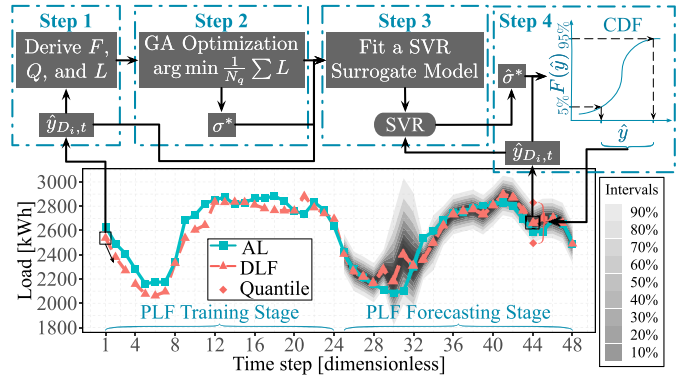 Step 1
Step 2
Step 3
Step 4
Derive F,
Q, and L
GA Optimization
arg min 1/N_q ∑ L
Fit a SVR
Surrogate Model
CDF
95%
F(ŷ)
5%
σ̂*
ŷ_{D_i,t}
σ*
SVR
ŷ
ŷ_{D_i,t}
Load [kWh]
3000
2800
2600
2400
2200
2000
1800
AL
DLF
Quantile
PLF Training Stage
PLF Forecasting Stage
1 4 8 12 16 20 24 28 32 36 40 44 48
Time step [dimensionless]
Intervals
90%
80%
70%
60%
50%
40%
30%
20%
10%